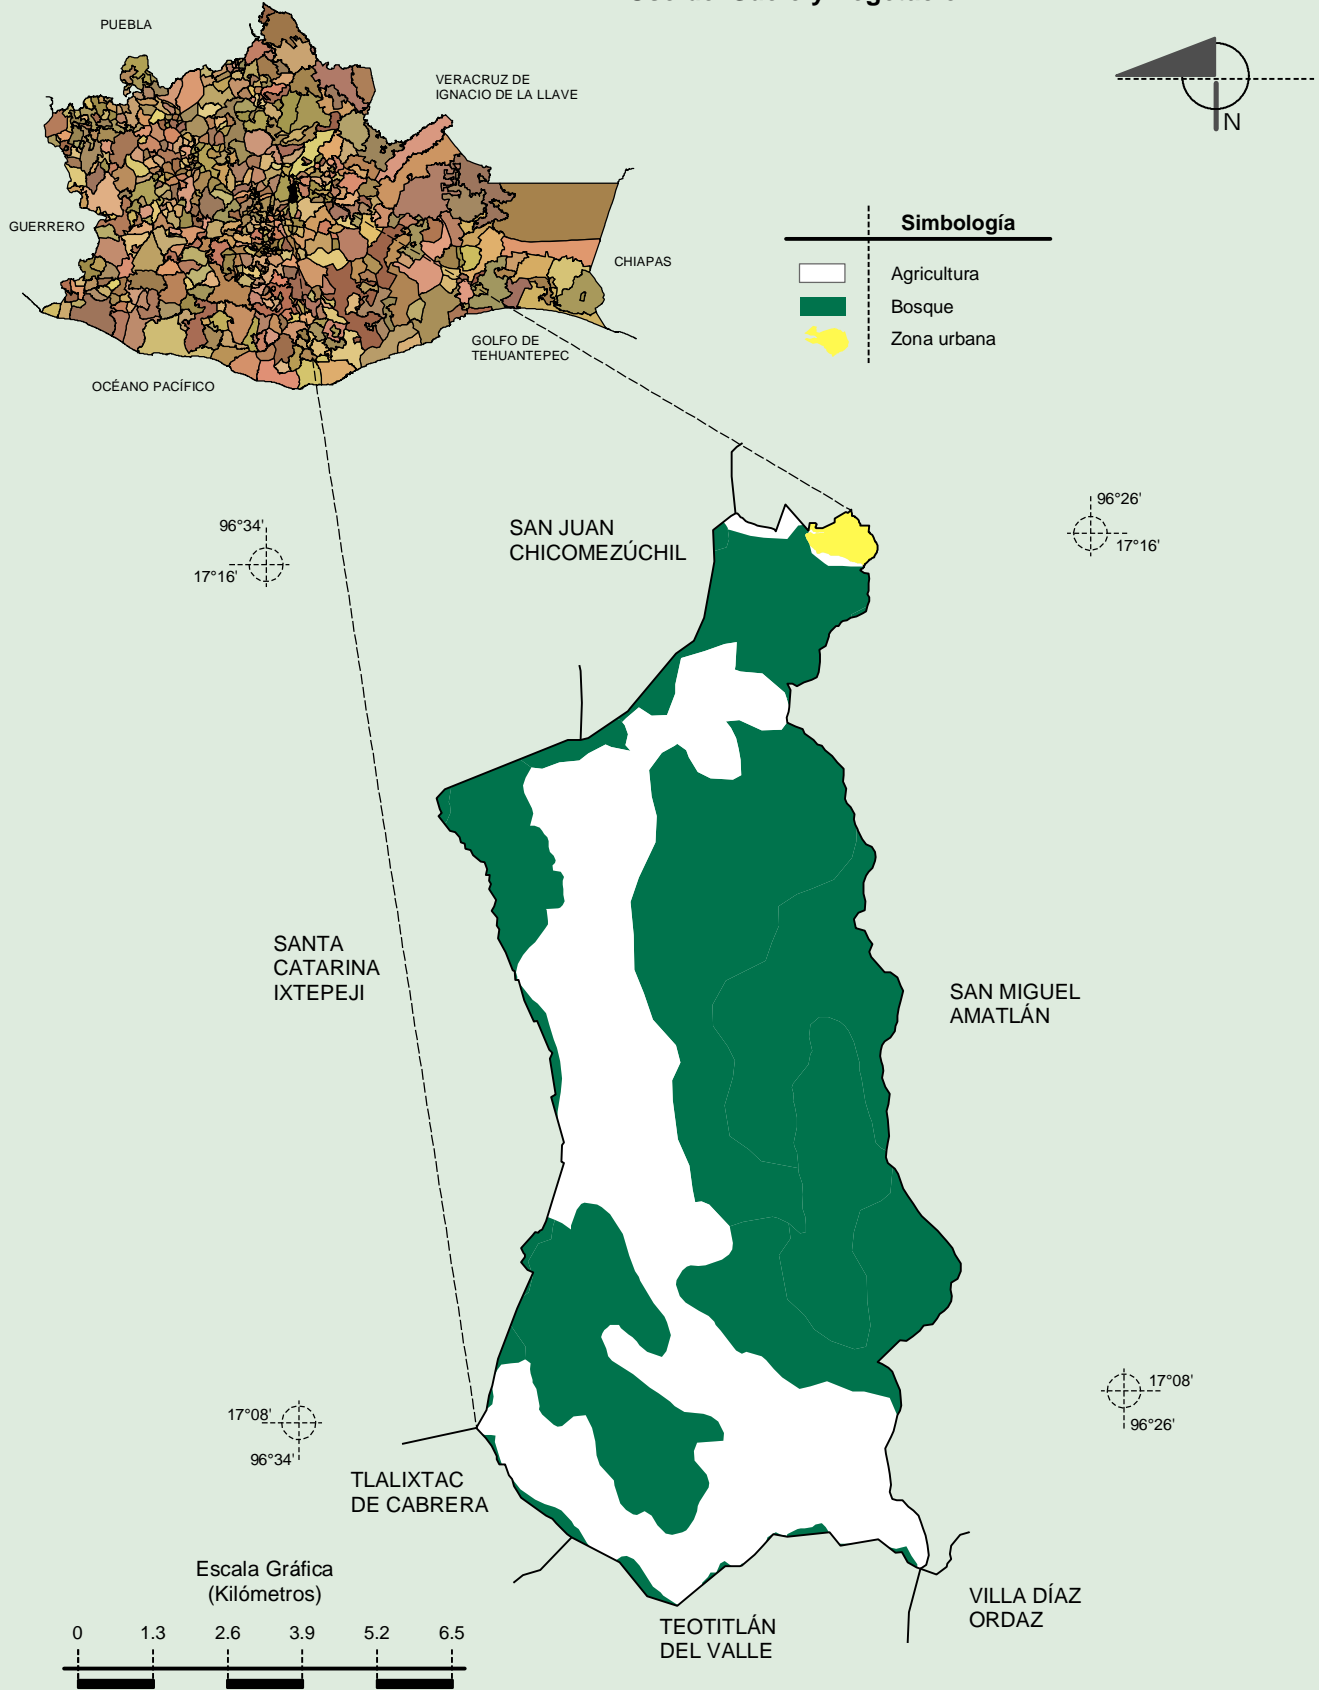 PUEBLA
VERACRUZ DE
IGNACIO DE LA LLAVE
N
GUERRERO
CHIAPAS
GOLFO DE
TEHUANTEPEC
OCÉANO PACÍFICO
Simbología
Agricultura
Bosque
Zona urbana
96°34'
17°16'
SAN JUAN
CHICOMEZÚCHIL
96°26'
17°16'
SANTA
CATARINA
IXTEPEJI
SAN MIGUEL
AMATLÁN
17°08'
96°34'
17°08'
96°26'
TLALIXTAC
DE CABRERA
Escala Gráfica
(Kilómetros)
0 1.3 2.6 3.9 5.2 6.5
TEOTITLÁN
DEL VALLE
VILLA DÍAZ
ORDAZ